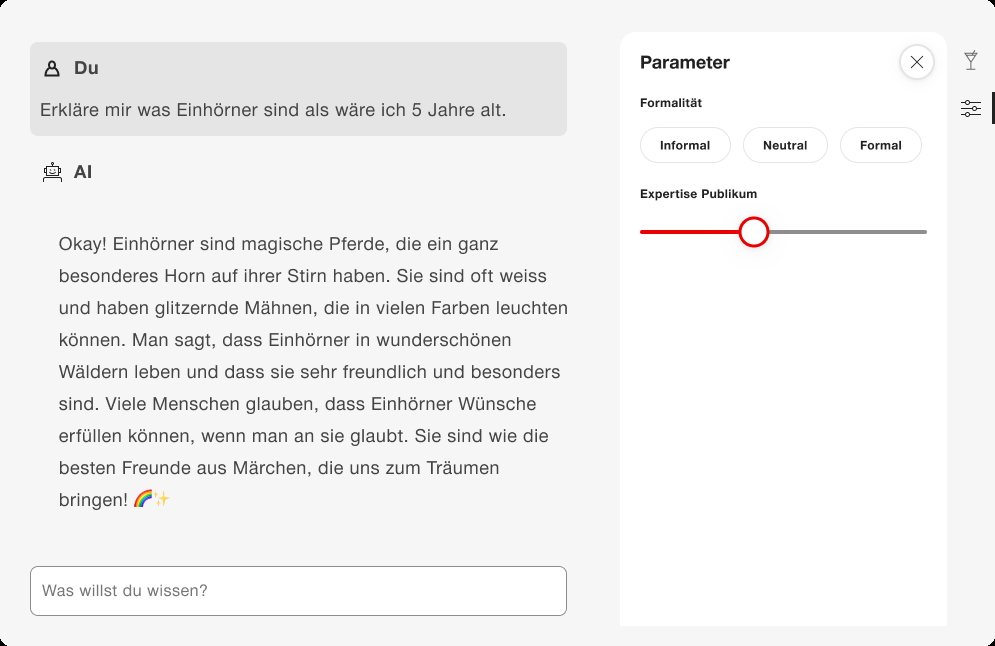 Du
Erkläre mir was Einhörner sind als wäre ich 5 Jahre alt.
AI
Okay! Einhörner sind magische Pferde, die ein ganz
besonderes Horn auf ihrer Stirn haben. Sie sind oft weiss
und haben glitzernde Mähnen, die in vielen Farben leuchten
können. Man sagt, dass Einhörner in wunderschönen
Wäldern leben und dass sie sehr freundlich und besonders
sind. Viele Menschen glauben, dass Einhörner Wünsche
erfüllen können, wenn man an sie glaubt. Sie sind wie die
besten Freunde aus Märchen, die uns zum Träumen
bringen! 🌈✨
Was willst du wissen?
Parameter
Formalität
Informal Neutral Formal
Expertise Publikum